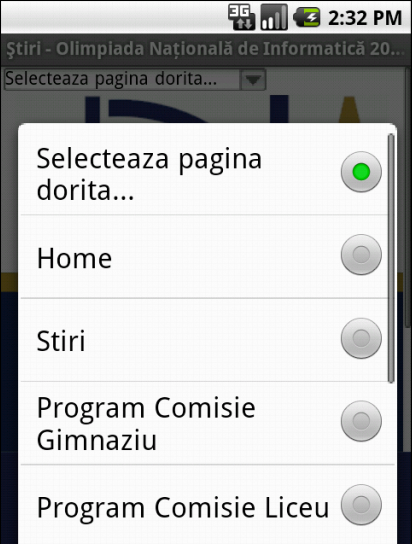 3G 2:32 PM
Ştiri - Olimpiada Națională de Informatică 20...
Selecteaza pagina dorita...
Selecteaza pagina
dorita...
Home
Stiri
Program Comisie
Gimnaziu
Program Comisie Liceu